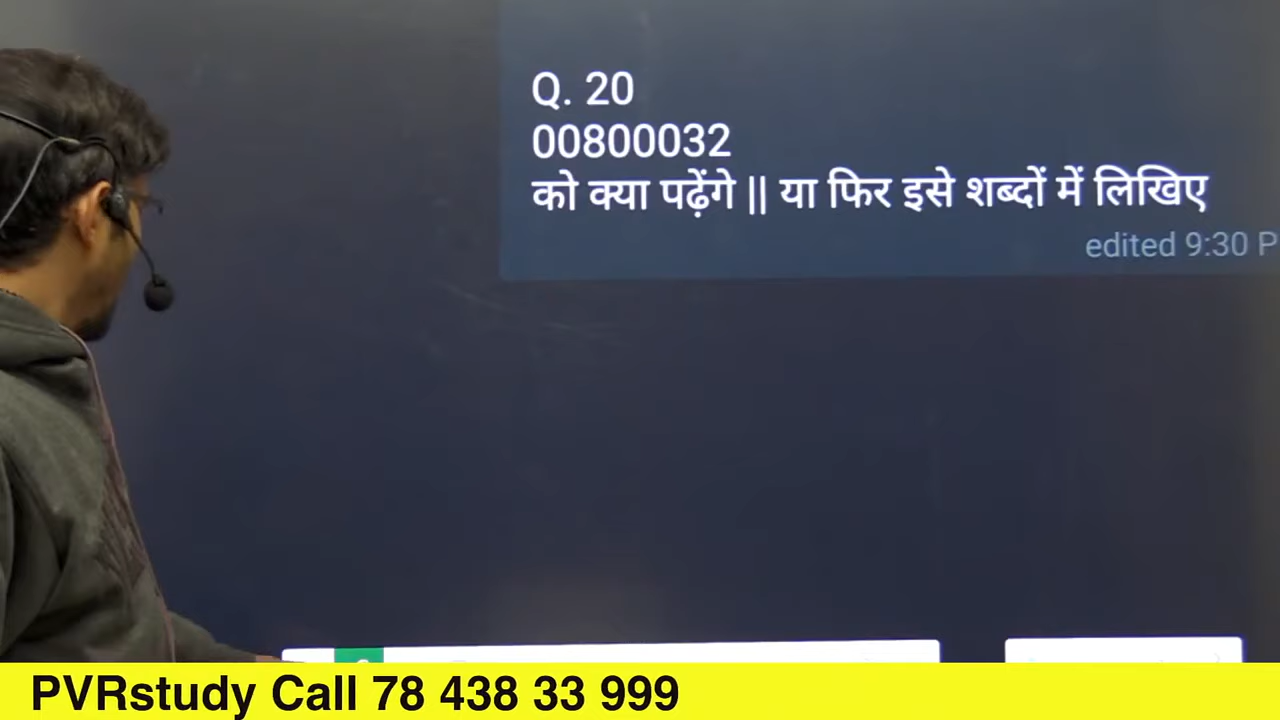 Q. 20
00800032
को क्या पढ़ेंगे || या फिर इसे शब्दों में लिखिए
edited 9:30 P
PVRstudy Call 78 438 33 999